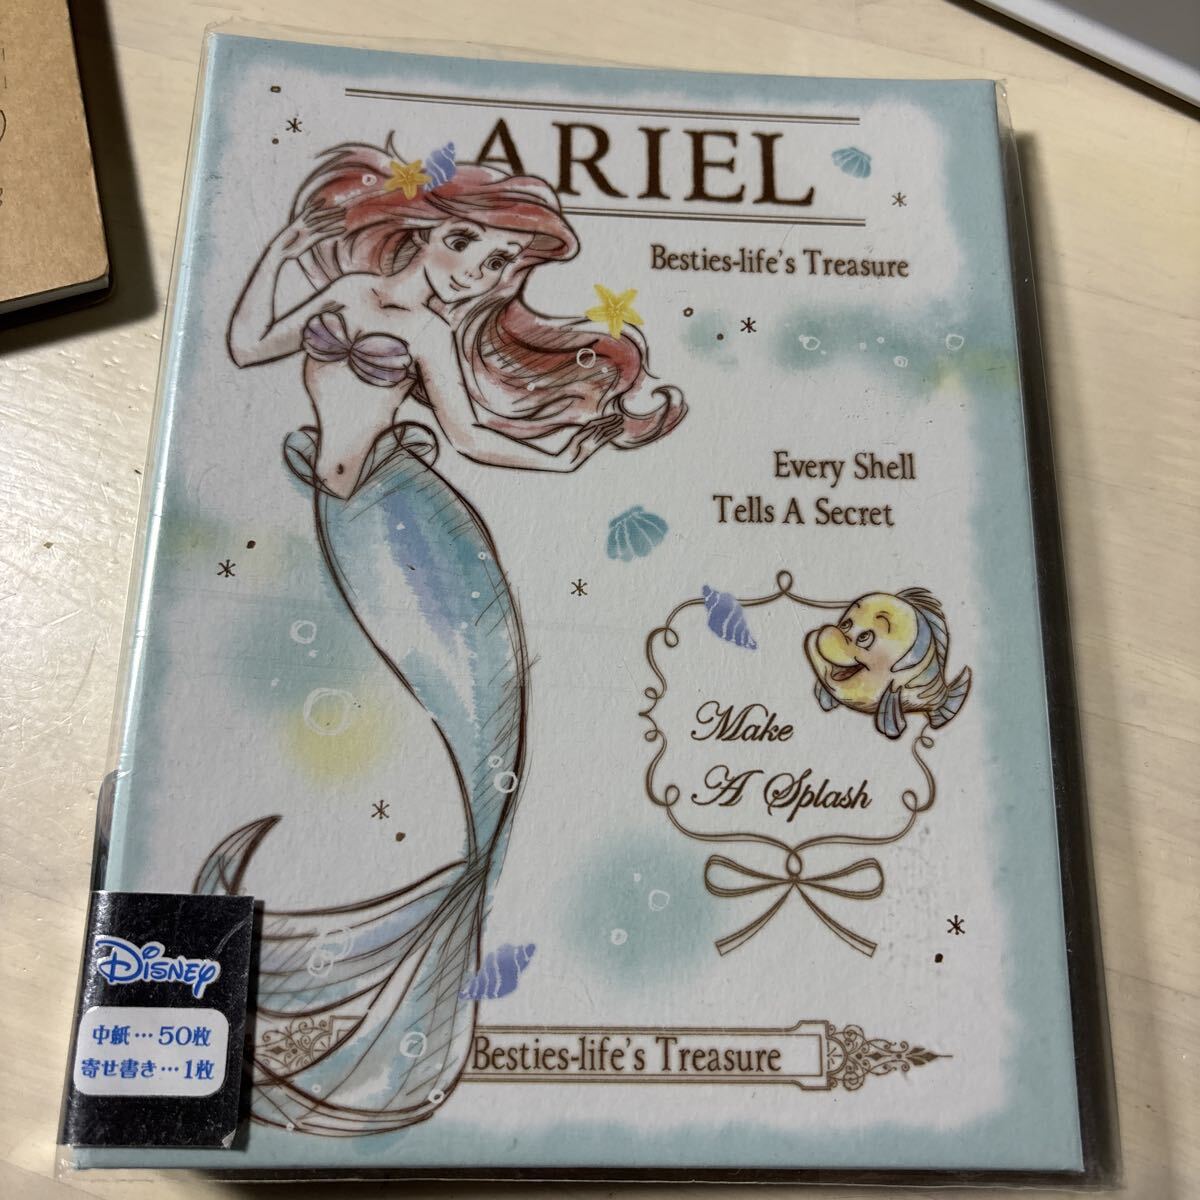 ARIEL
Besties-life's Treasure
Every Shell
Tells A Secret
Make
A Splash
Besties-life's Treasure
Disney
中紙…50枚
寄せ書き…1枚